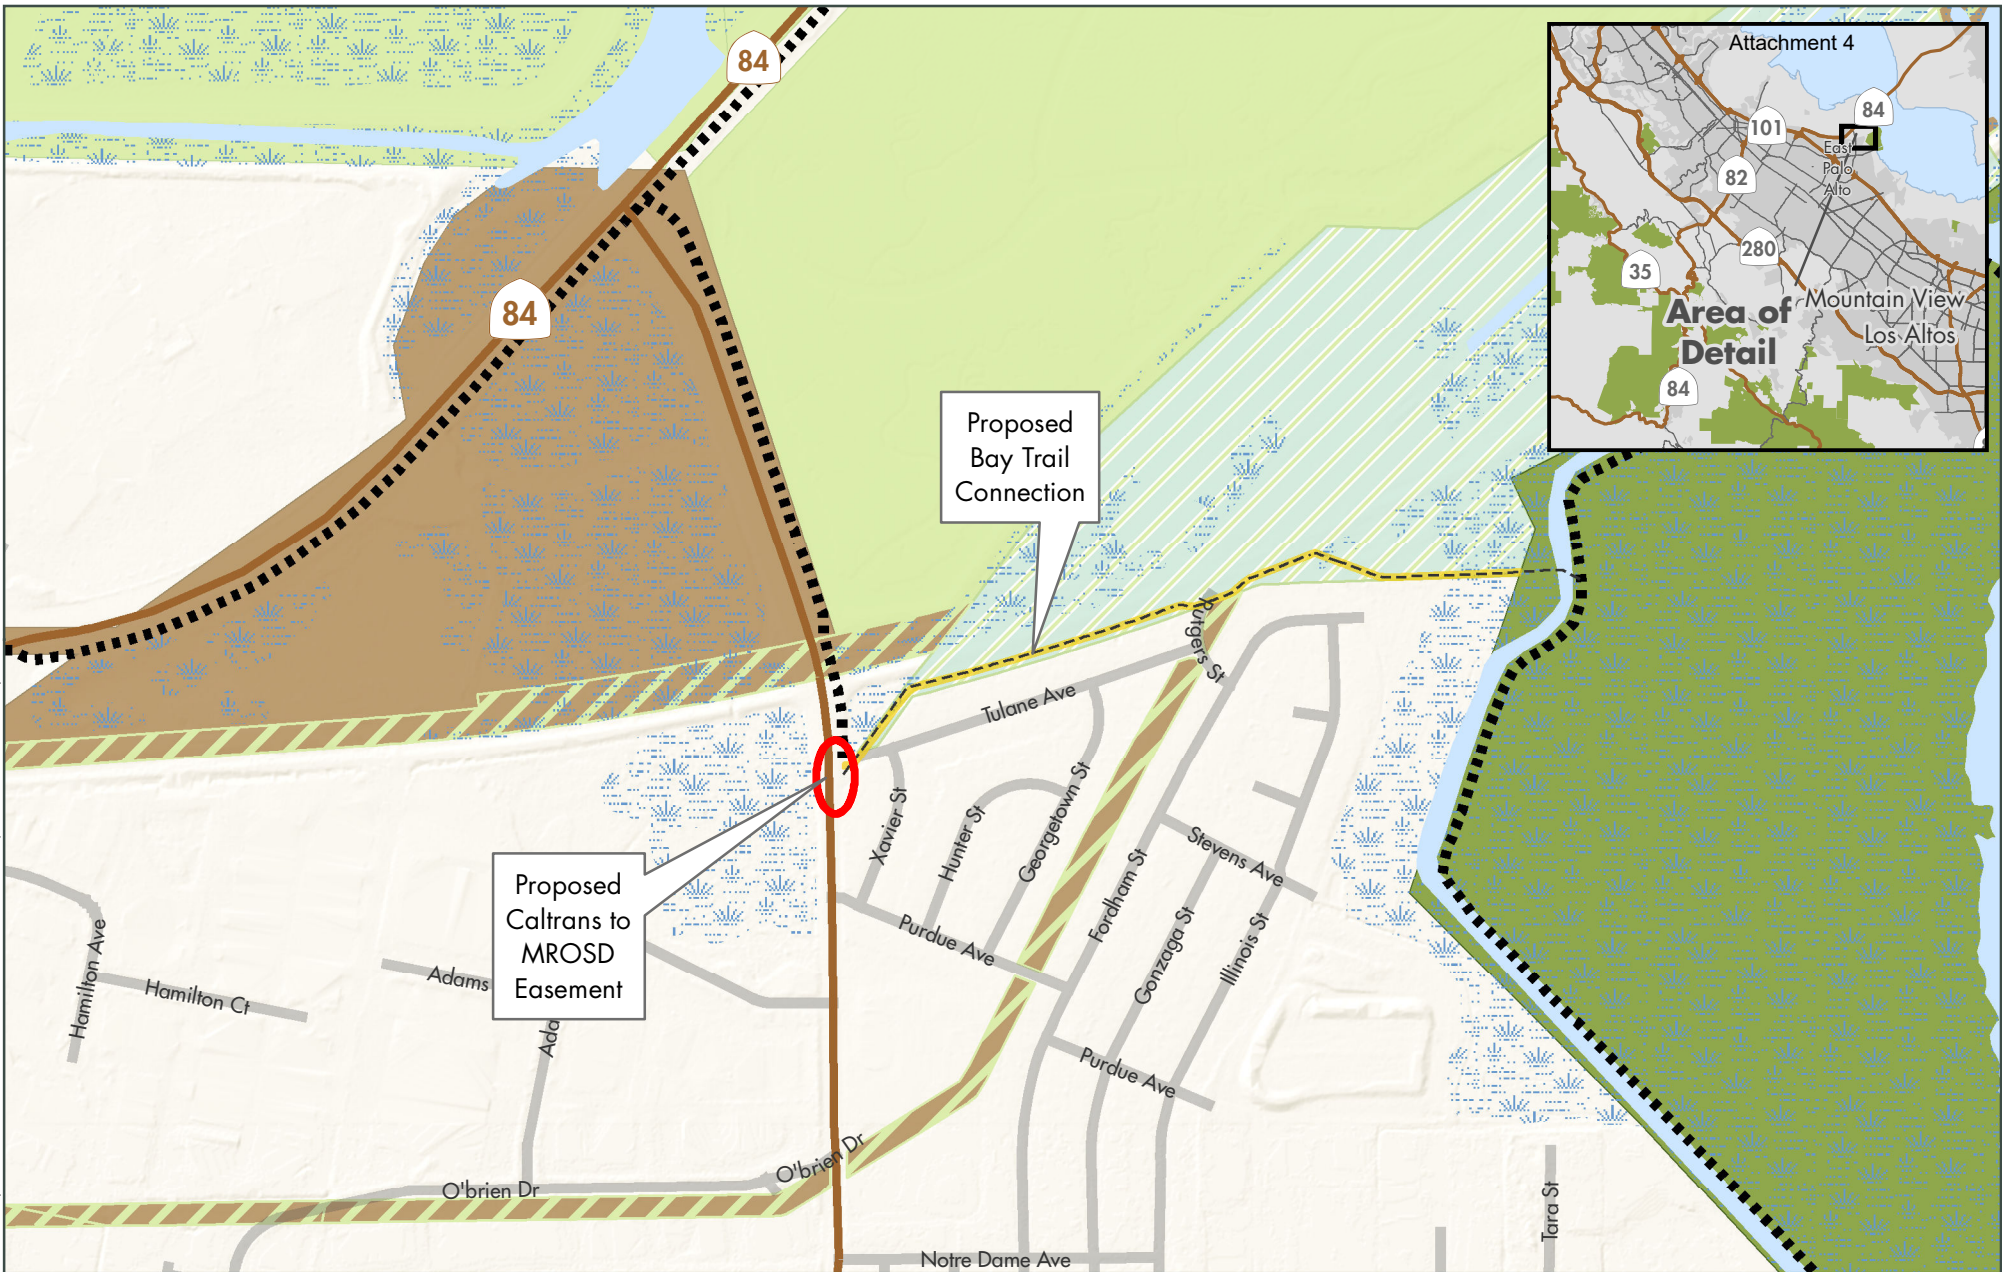 84
Attachment 4
84
101
East
Palo
Alto
82
280
35
Mountain View
Area of
Detail
Los Altos
84
84
Proposed
Bay Trail
Connection
Rutgers St
Tulane Ave
Xavier St
Hunter St
Georgetown St
Stevens Ave
Proposed
Caltrans to
MROSD
Easement
Fordham St
Gonzaga St
Illinois St
Purdue Ave
Hamilton Ave
Hamilton Ct
Adams
Ada
Purdue Ave
O'brien Dr
O'brien Dr
Tara St
Notre Dame Ave